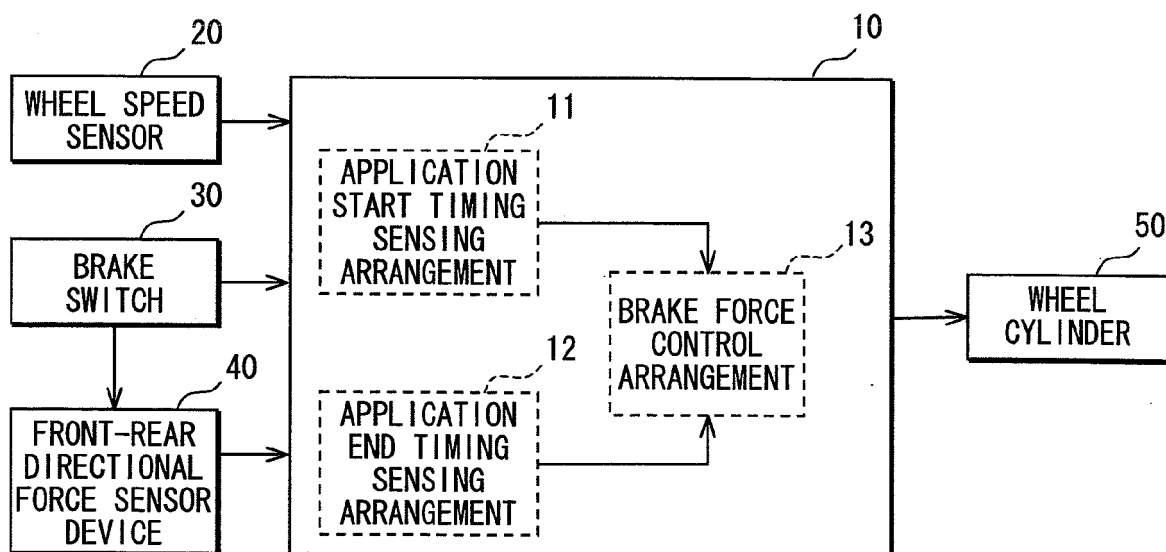 20
WHEEL SPEED
SENSOR
30
BRAKE
SWITCH
40
FRONT-REAR
DIRECTIONAL
FORCE SENSOR
DEVICE
10
11
APPLICATION
START TIMING
SENSING
ARRANGEMENT
12
APPLICATION
END TIMING
SENSING
ARRANGEMENT
13
BRAKE FORCE
CONTROL
ARRANGEMENT
50
WHEEL
CYLINDER